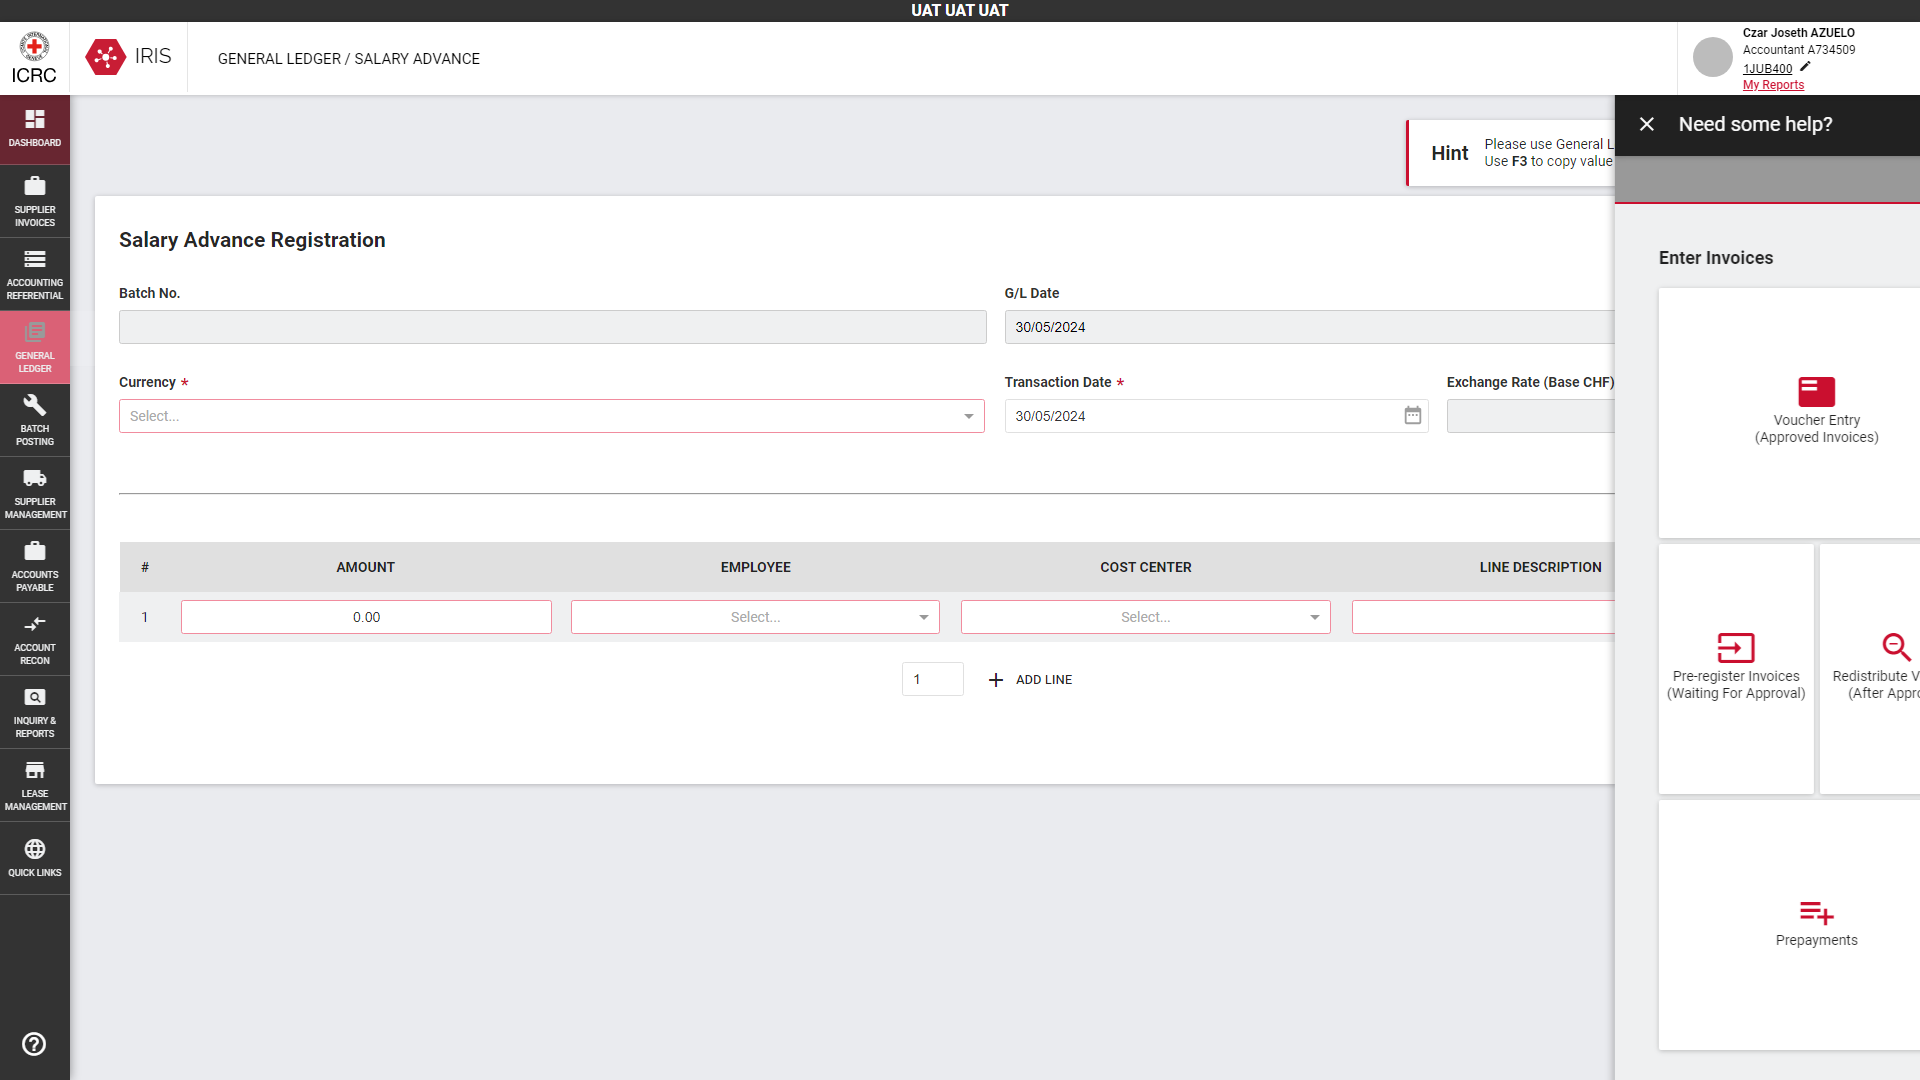 UAT UAT UAT
ICRC
IRIS
GENERAL LEDGER / SALARY ADVANCE
Czar Joseth AZUELO
Accountant A734509
1JUB400
My Reports
DASHBOARD
SUPPLIER
INVOICES
ACCOUNTING
REFERENTIAL
GENERAL
LEDGER
BATCH
POSTING
SUPPLIER
MANAGEMENT
ACCOUNTS
PAYABLE
ACCOUNT
RECON
INQUIRY &
REPORTS
LEASE
MANAGEMENT
QUICK LINKS
Hint
Please use General L
Use F3 to copy value
Salary Advance Registration
Batch No.
G/L Date
30/05/2024
Currency *
Transaction Date *
Exchange Rate (Base CHF)
Select...
30/05/2024
# AMOUNT EMPLOYEE COST CENTER LINE DESCRIPTION
1 0.00 Select... Select...
1 ADD LINE
Need some help?
Enter Invoices
Voucher Entry
(Approved Invoices)
Pre-register Invoices
(Waiting For Approval)
Redistribute V
(After Appro
Prepayments